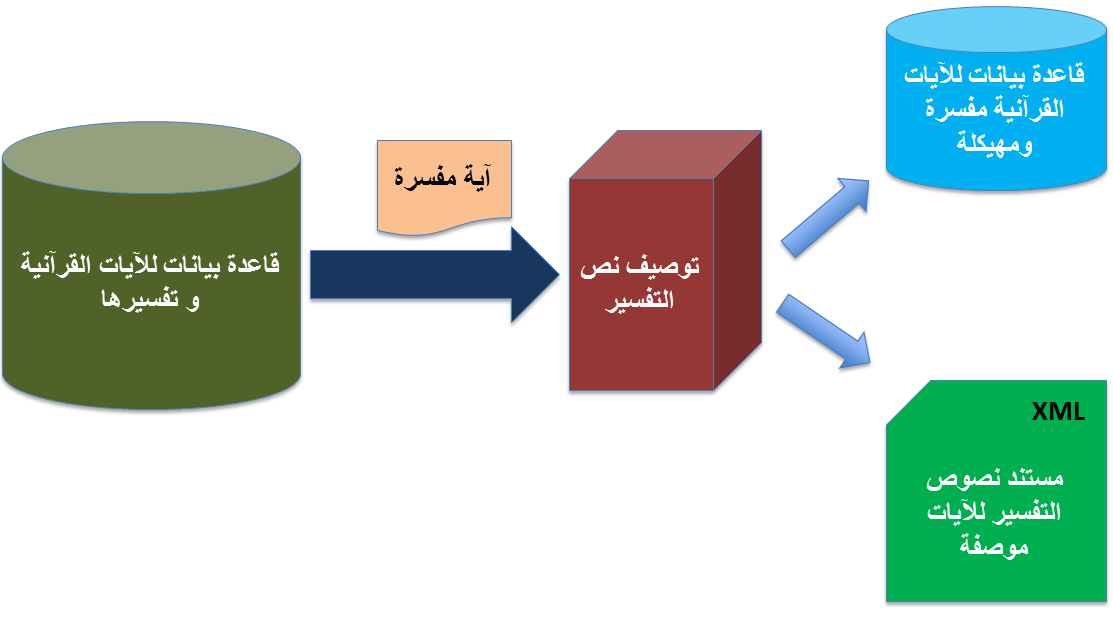 قاعدة بيانات للآيات القرآنية
و تفسيرها
آية مفسرة
توصيف نص
التفسير
قاعدة بيانات للآيات
القرآنية مفسرة
ومهيكلة
XML
مستند نصوص
التفسير للآيات
موصفة